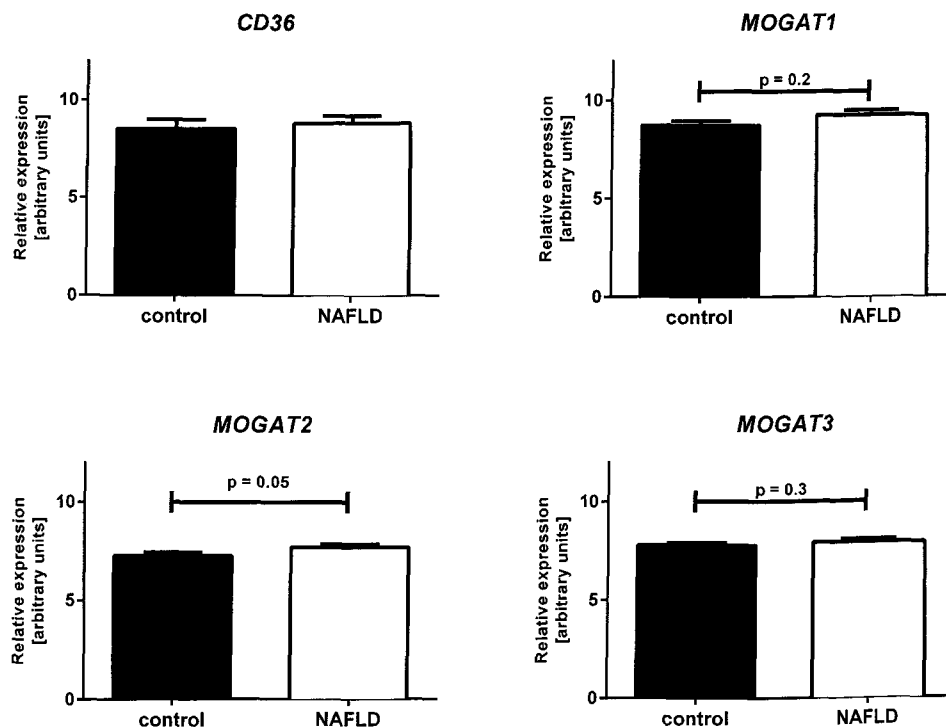 CD36
Relative expression
[arbitrary units]
10
5
0
control
NAFLD
MOGAT1
Relative expression
[arbitrary units]
10
5
0
p = 0.2
control
NAFLD
MOGAT2
Relative expression
[arbitrary units]
10
5
0
p = 0.05
control
NAFLD
MOGAT3
Relative expression
[arbitrary units]
10
5
0
p = 0.3
control
NAFLD